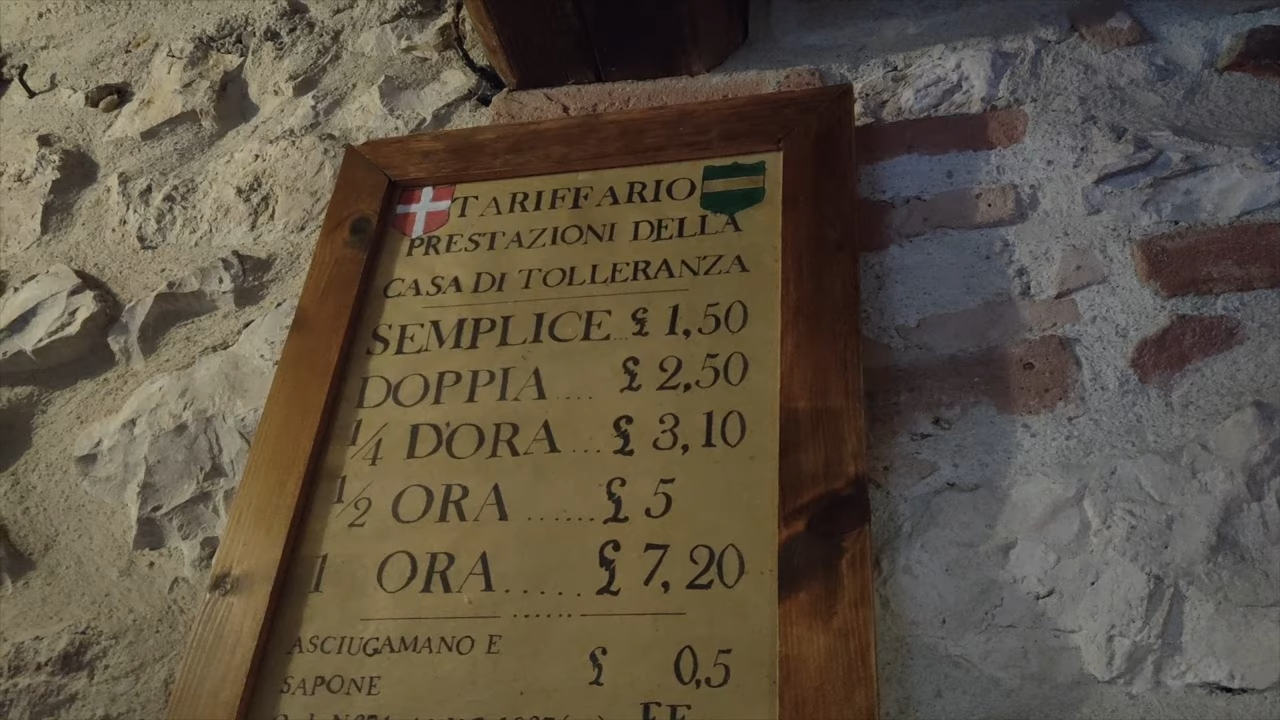 TARIFFARIO
PRESTAZIONI DELLA
CASA DI TOLLERANZA
SEMPLICE... £ 1,50
DOPPIA .... £ 2,50
1/4 D'ORA ... £ 3,10
1/2 ORA ....... £ 5
1 ORA...... £ 7,20
ASCIUGAMANO E
SAPONE £ 0,5